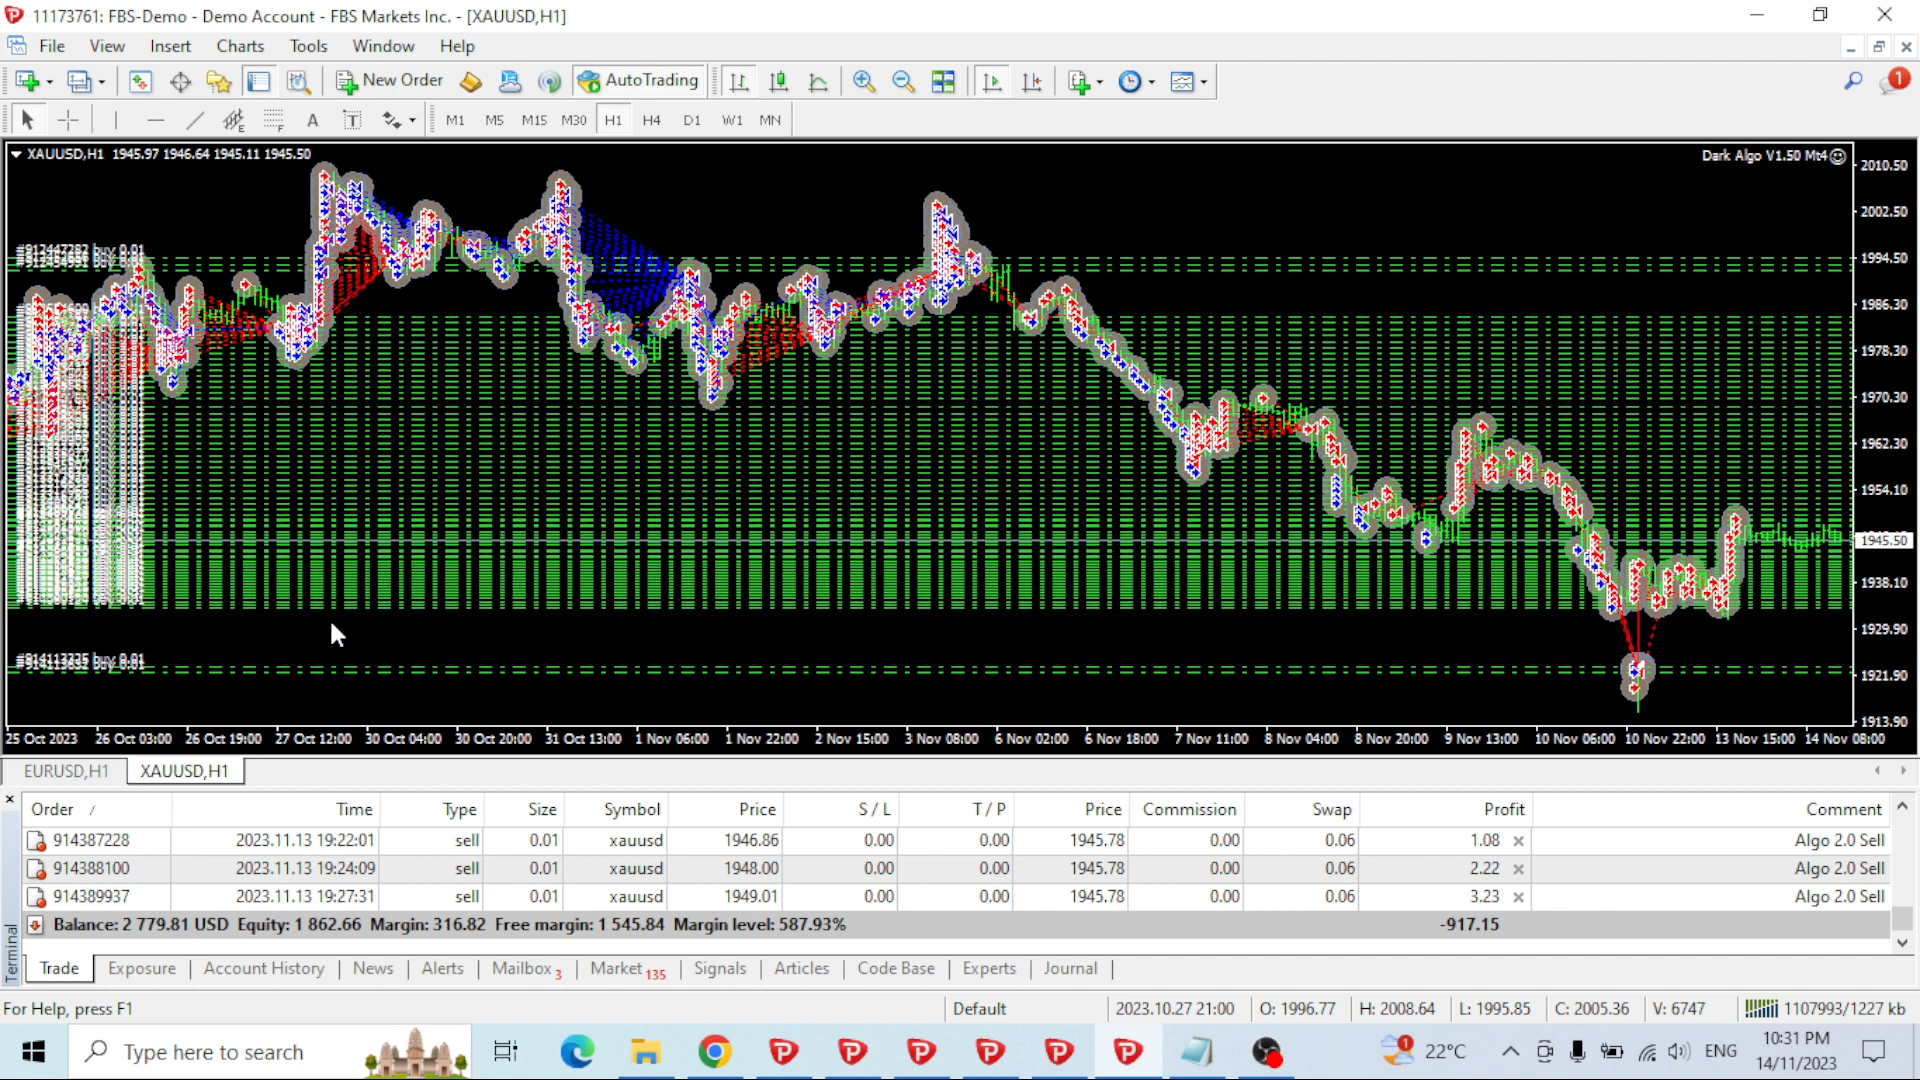 11173761: FBS-Demo - Demo Account - FBS Markets Inc. - [XAUUSD,H1]
File View Insert Charts Tools Window Help
New Order AutoTrading 1
E F A T M1 M5 M15 M30 H1 H4 D1 W1 MN
XAUUSD,H1 1945.97 1946.64 1945.11 1945.50
Dark Algo V1.50 Mt4
2010.50
2002.50
1994.50
1986.30
1978.30
1970.30
1962.30
1954.10
1945.50
1938.10
1929.90
1921.90
1913.90
buy 0.01
buy 0.01
25 Oct 2023 26 Oct 03:00 26 Oct 19:00 27 Oct 12:00 30 Oct 04:00 30 Oct 20:00 31 Oct 13:00 1 Nov 06:00 1 Nov 22:00 2 Nov 15:00 3 Nov 08:00 6 Nov 02:00 6 Nov 18:00 7 Nov 11:00 8 Nov 04:00 8 Nov 20:00 9 Nov 13:00 10 Nov 06:00 10 Nov 22:00 13 Nov 15:00 14 Nov 08:00
EURUSD,H1 XAUUSD,H1
Order / Time Type Size Symbol Price S / L T / P Price Commission Swap Profit Comment
914387228 2023.11.13 19:22:01 sell 0.01 xauusd 1946.86 0.00 0.00 1945.78 0.00 0.06 1.08 Algo 2.0 Sell
914388100 2023.11.13 19:24:09 sell 0.01 xauusd 1948.00 0.00 0.00 1945.78 0.00 0.06 2.22 Algo 2.0 Sell
914389937 2023.11.13 19:27:31 sell 0.01 xauusd 1949.01 0.00 0.00 1945.78 0.00 0.06 3.23 Algo 2.0 Sell
Balance: 2 779.81 USD Equity: 1 862.66 Margin: 316.82 Free margin: 1 545.84 Margin level: 587.93% -917.15
Terminal
Trade Exposure Account History News Alerts Mailbox 3 Market 135 Signals Articles Code Base Experts Journal
For Help, press F1 Default 2023.10.27 21:00 O: 1996.77 H: 2008.64 L: 1995.85 C: 2005.36 V: 6747 1107993/1227 kb
Type here to search 1 22°C ENG 10:31 PM
14/11/2023